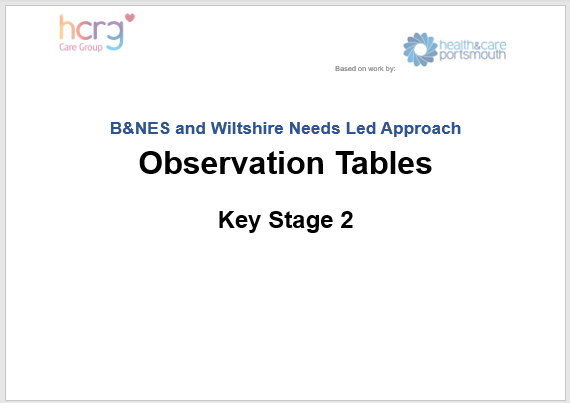 hcrg
Care Group
Based on work by:
health&care
portsmouth
B&NES and Wiltshire Needs Led Approach
Observation Tables
Key Stage 2